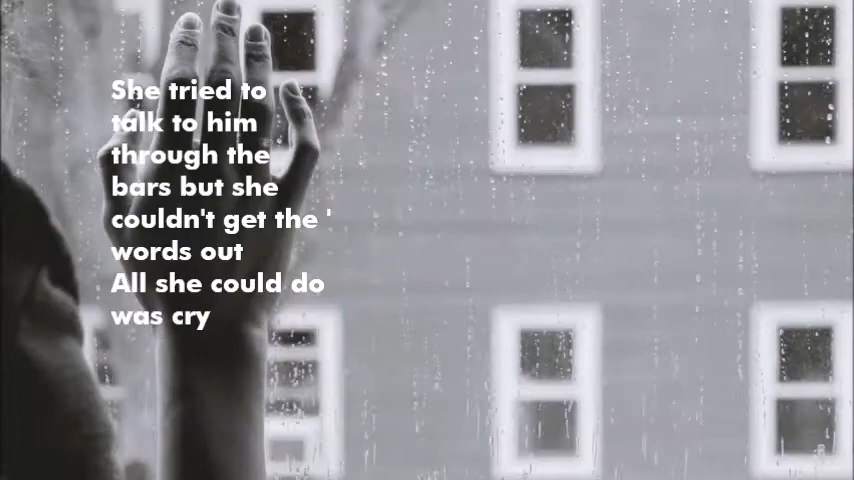 She tried to
talk to him
through the
bars but she
couldn't get the '
words out
All she could do
was cry